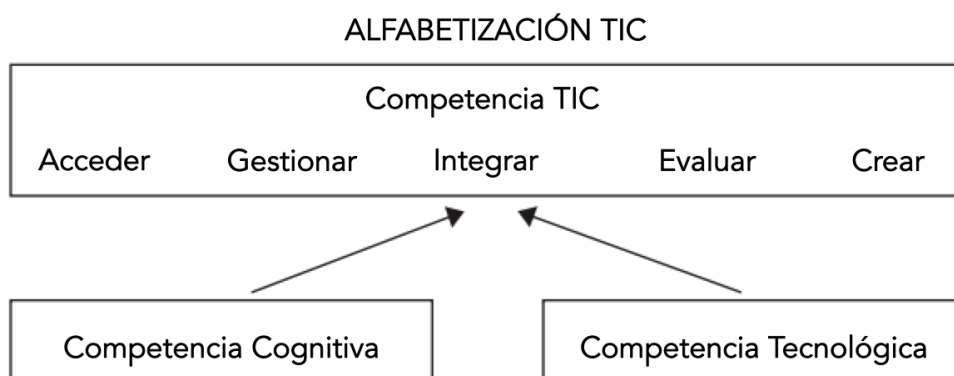 ALFABETIZACIÓN TIC
Competencia TIC
Acceder Gestionar Integrar Evaluar Crear
Competencia Cognitiva Competencia Tecnológica